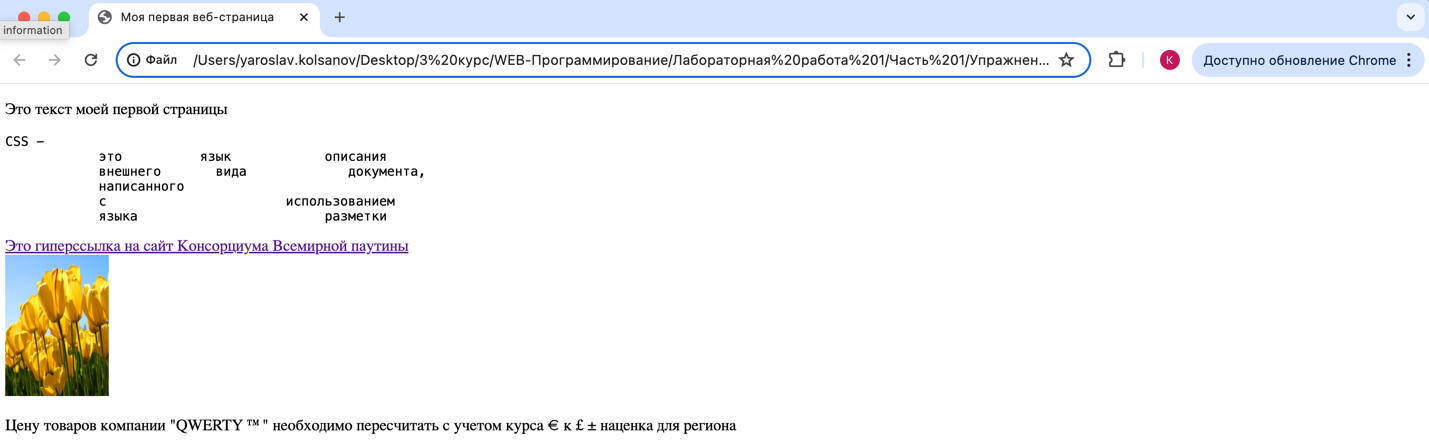 Моя первая веб-страница
information
Файл /Users/yaroslav.kolsanov/Desktop/3%20курс/WEB-Программирование/Лабораторная%20работа%201/Часть%201/Упражнен...
K
Доступно обновление Chrome
Это текст моей первой страницы
CSS –
это язык описания
внешнего вида документа,
написанного
с использованием
языка разметки
Это гиперссылка на сайт Консорциума Всемирной паутины
Цену товаров компании "QWERTY ™ " необходимо пересчитать с учетом курса € к £ ± наценка для региона